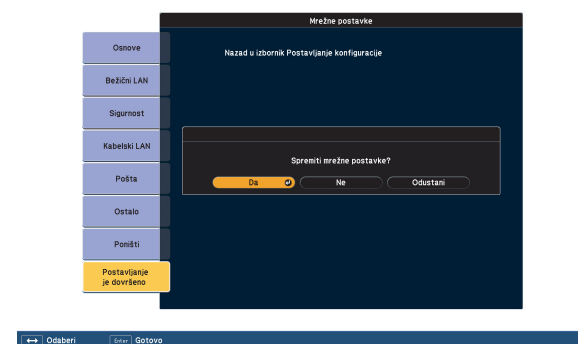 Mrežne postavke
Osnove
Nazad u izbornik Postavljanje konfiguracije
Bežični LAN
Sigurnost
Kabelski LAN
Spremiti mrežne postavke?
Pošta
Da
Ne
Odustani
Ostalo
Poništi
Postavljanje
je dovršeno
Odaberi
Enter Gotovo